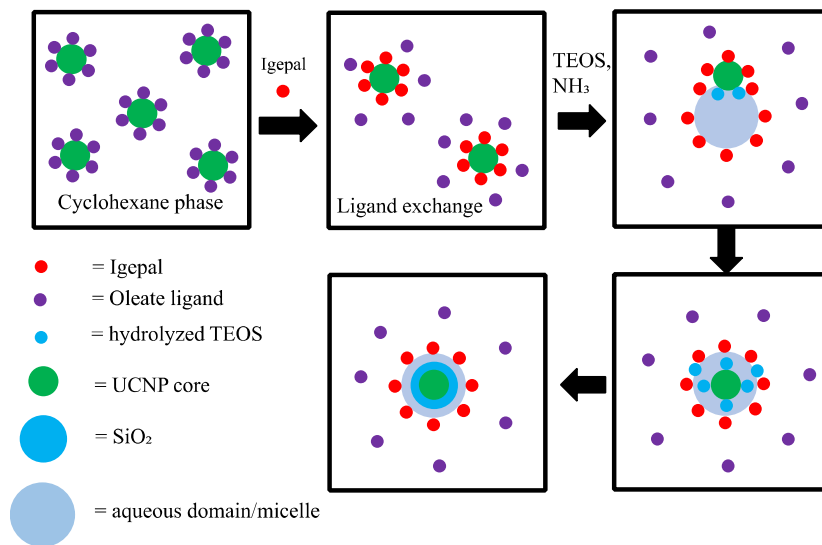 Igepal
TEOS,
NH₃
Cyclohexane phase
Ligand exchange
= Igepal
= Oleate ligand
= hydrolyzed TEOS
= UCNP core
= SiO₂
= aqueous domain/micelle